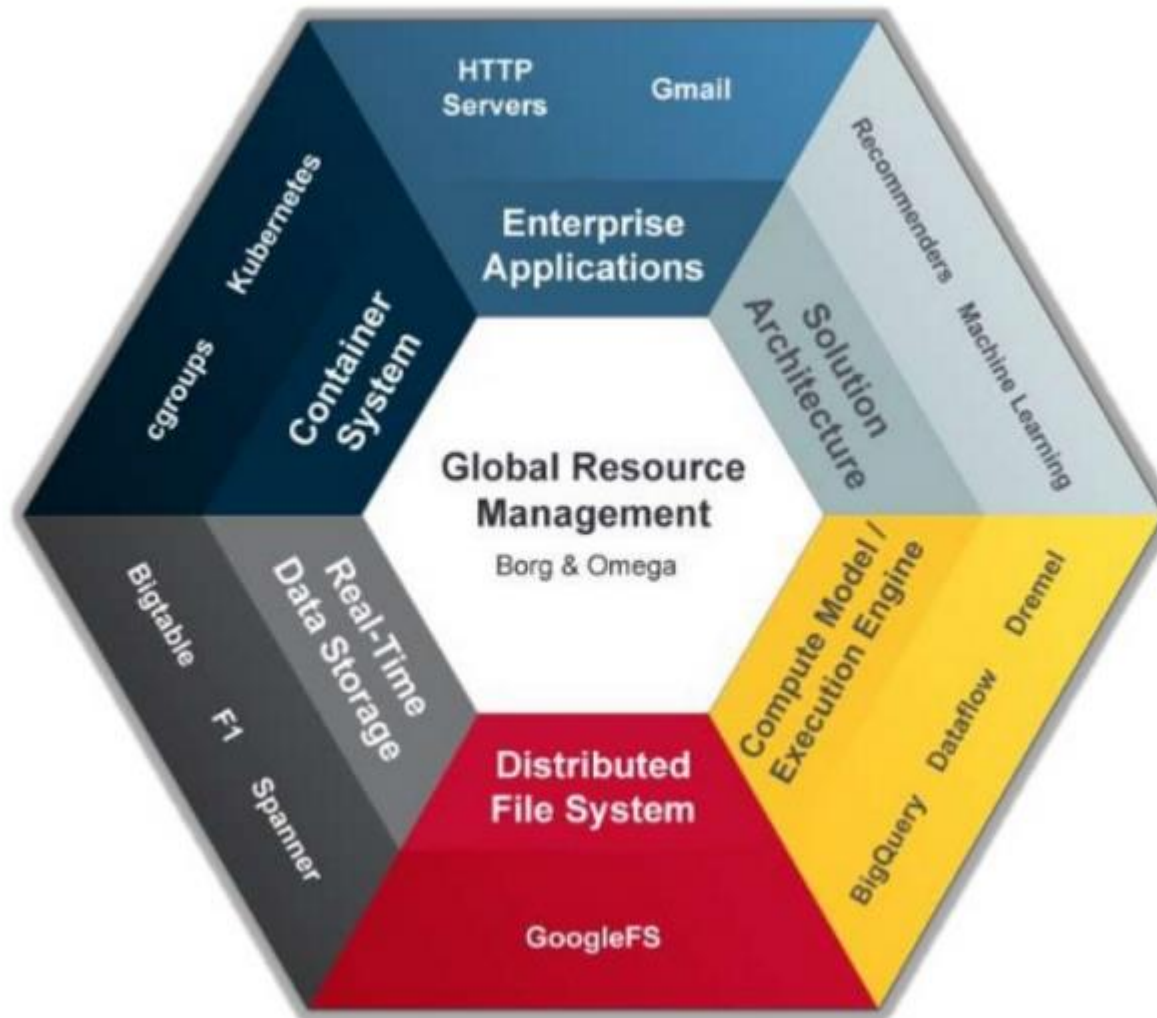 HTTP
Servers
Gmail
Enterprise
Applications
Recommenders
Machine Learning
Solution
Architecture
Kubernetes
cgroups
Container
System
Global Resource
Management
Borg & Omega
Real-Time
Data Storage
Bigtable
F1
Spanner
Compute Model /
Execution Engine
Dremel
Dataflow
BigQuery
Distributed
File System
GoogleFS